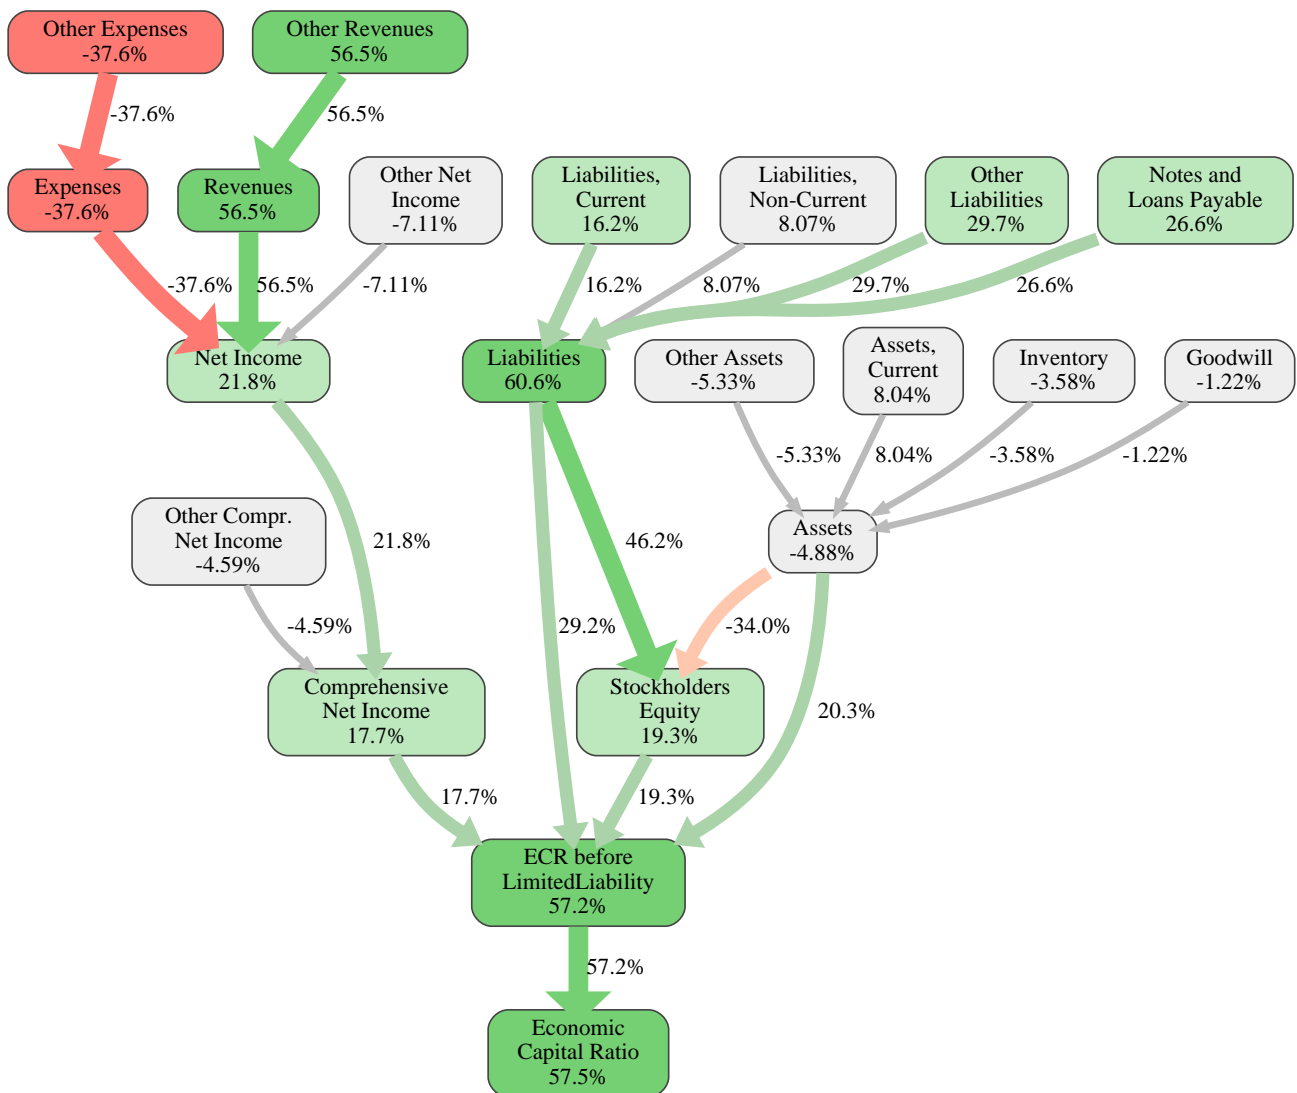 Other Expenses
-37.6%
Other Revenues
56.5%
-37.6%
56.5%
Expenses
-37.6%
Revenues
56.5%
Other Net
Income
-7.11%
Liabilities,
Current
16.2%
Liabilities,
Non-Current
8.07%
Other
Liabilities
29.7%
Notes and
Loans Payable
26.6%
-37.6%
56.5%
-7.11%
16.2%
8.07%
29.7%
26.6%
Net Income
21.8%
Liabilities
60.6%
Other Assets
-5.33%
Assets,
Current
8.04%
Inventory
-3.58%
Goodwill
-1.22%
-5.33%
8.04%
-3.58%
-1.22%
Other Compr.
Net Income
-4.59%
21.8%
46.2%
Assets
-4.88%
-4.59%
29.2%
-34.0%
Comprehensive
Net Income
17.7%
Stockholders
Equity
19.3%
20.3%
17.7%
19.3%
ECR before
LimitedLiability
57.2%
57.2%
Economic
Capital Ratio
57.5%